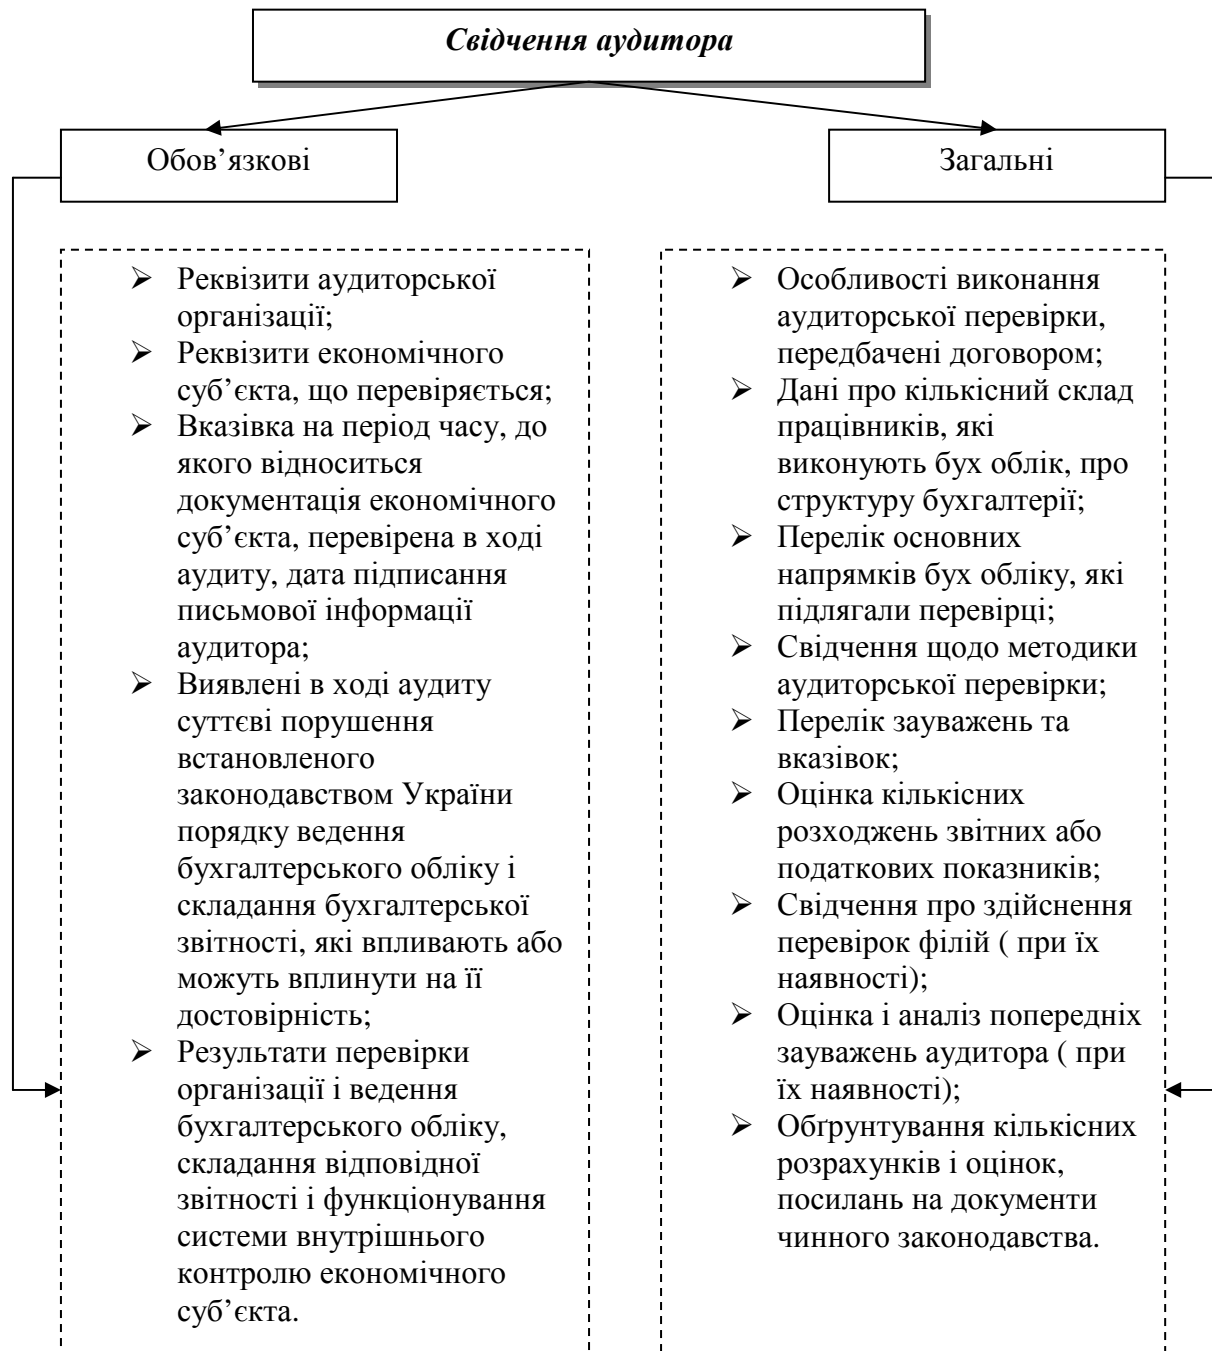 Свідчення аудитора
Обов’язкові
Загальні
➢ Реквізити аудиторської
організації;
➢ Реквізити економічного
суб’єкта, що перевіряється;
➢ Вказівка на період часу, до
якого відноситься
документація економічного
суб’єкта, перевірена в ході
аудиту, дата підписання
письмової інформації
аудитора;
➢ Виявлені в ході аудиту
суттєві порушення
встановленого
законодавством України
порядку ведення
бухгалтерського обліку і
складання бухгалтерської
звітності, які впливають або
можуть вплинути на її
достовірність;
➢ Результати перевірки
організації і ведення
бухгалтерського обліку,
складання відповідної
звітності і функціонування
системи внутрішнього
контролю економічного
суб’єкта.
➢ Особливості виконання
аудиторської перевірки,
передбачені договором;
➢ Дані про кількісний склад
працівників, які
виконують бух облік, про
структуру бухгалтерії;
➢ Перелік основних
напрямків бух обліку, які
підлягали перевірці;
➢ Свідчення щодо методики
аудиторської перевірки;
➢ Перелік зауважень та
вказівок;
➢ Оцінка кількісних
розходжень звітних або
податкових показників;
➢ Свідчення про здійснення
перевірок філій ( при їх
наявності);
➢ Оцінка і аналіз попередніх
зауважень аудитора ( при
їх наявності);
➢ Обґрунтування кількісних
розрахунків і оцінок,
посилань на документи
чинного законодавства.